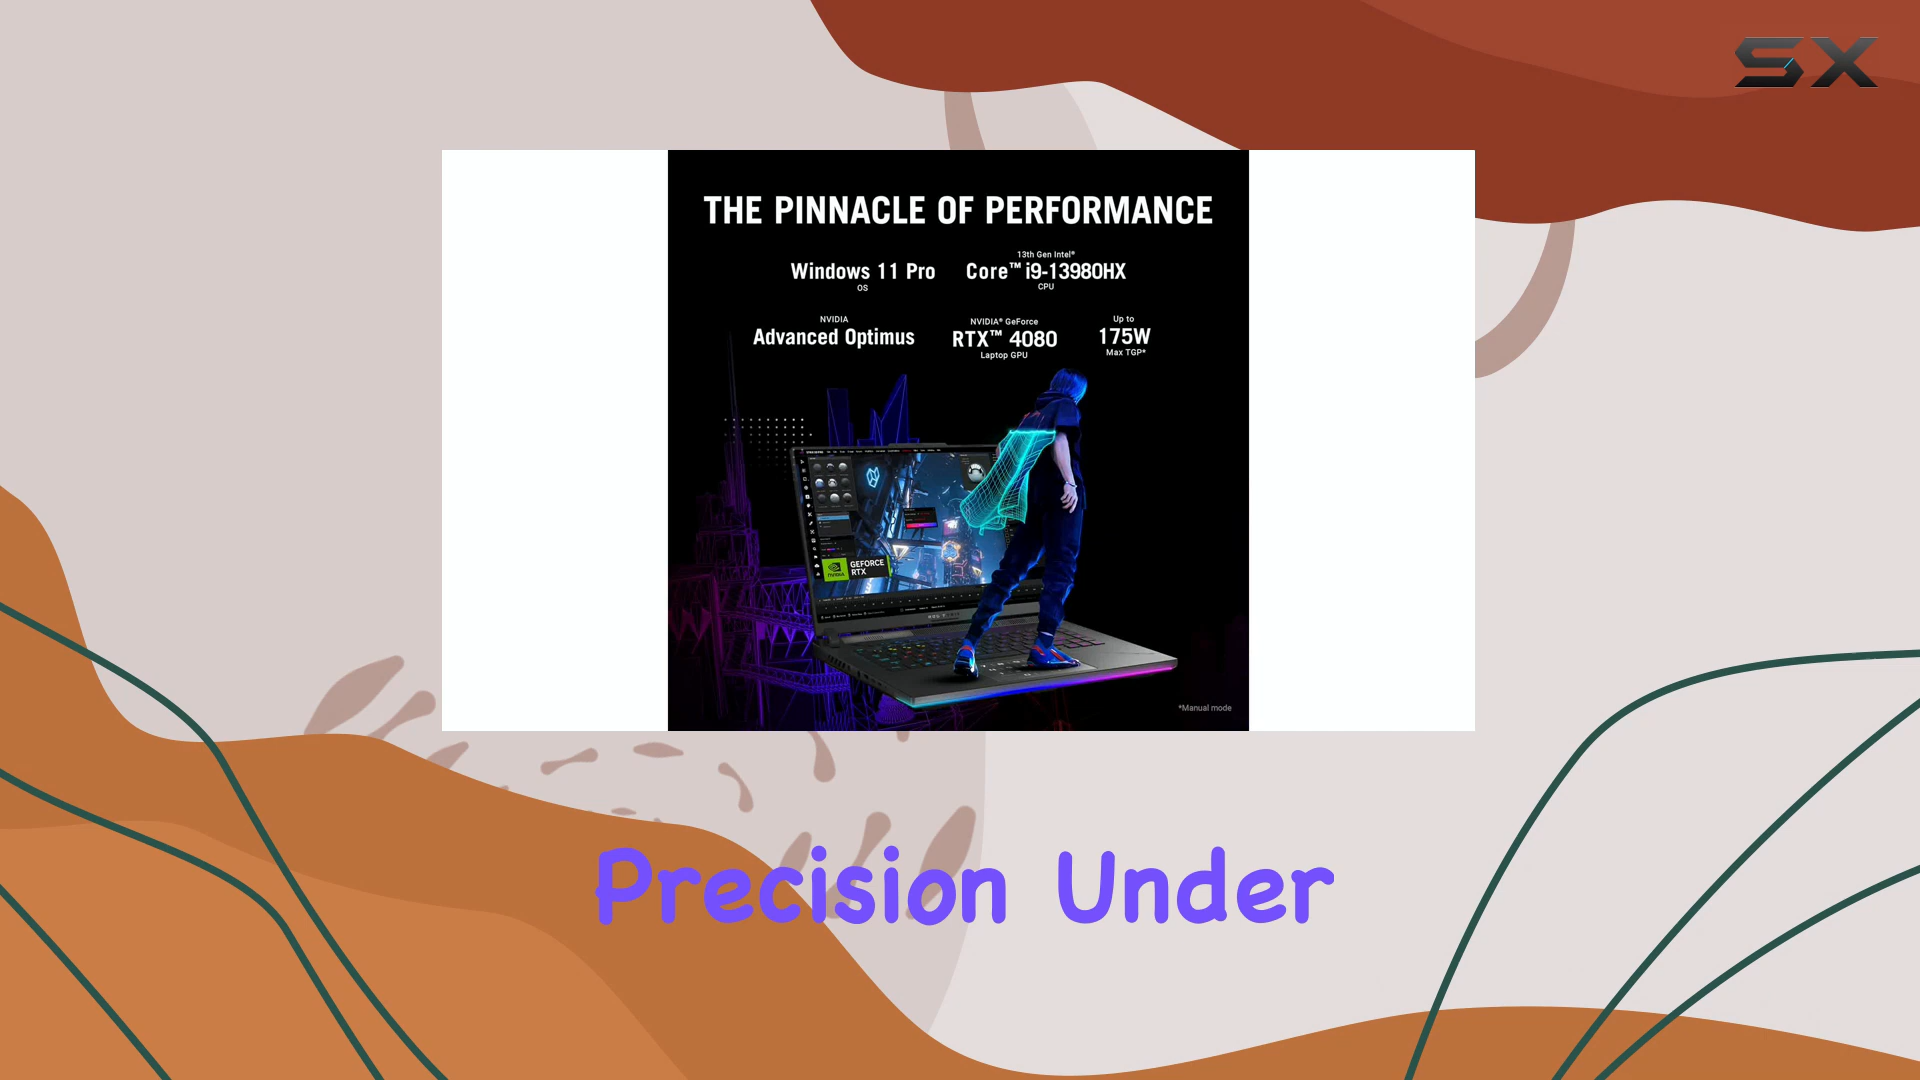 SX
THE PINNACLE OF PERFORMANCE
Windows 11 Pro
OS
13th Gen Intel®
Core™ i9-13980HX
CPU
NVIDIA
Advanced Optimus
NVIDIA® GeForce
RTX™ 4080
Laptop GPU
Up to
175W
Max TGP*
NVIDIA
GEFORCE
RTX
*Manual mode
Precision Under